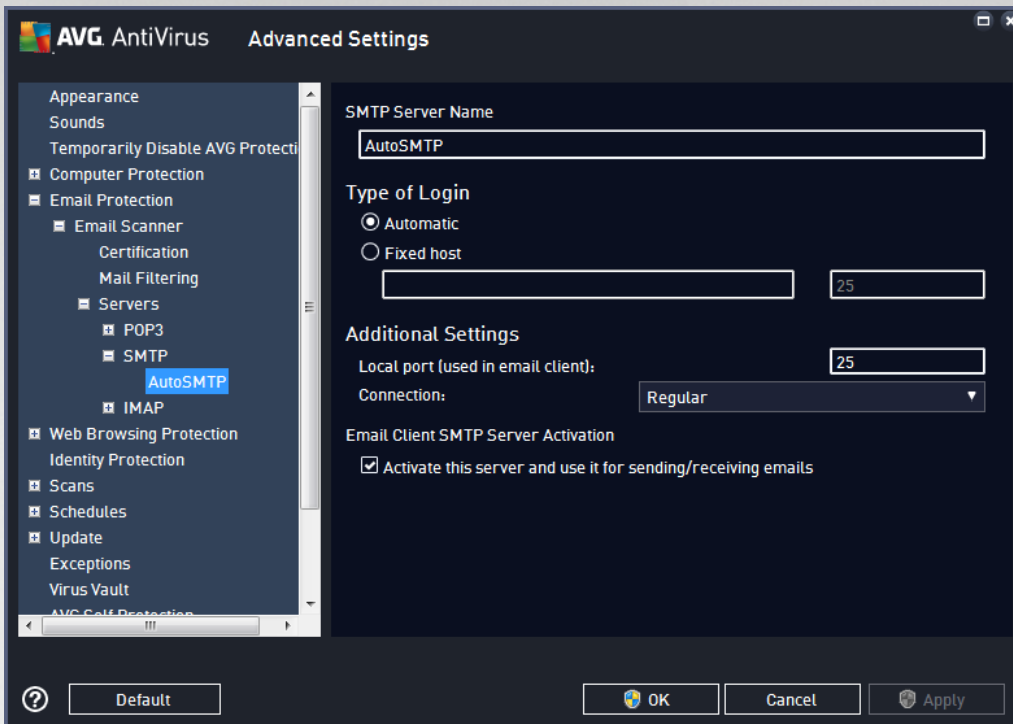 AVG. AntiVirus Advanced Settings
Appearance
Sounds
Temporarily Disable AVG Protecti
Computer Protection
Email Protection
Email Scanner
Certification
Mail Filtering
Servers
POP3
SMTP
AutoSMTP
IMAP
Web Browsing Protection
Identity Protection
Scans
Schedules
Update
Exceptions
Virus Vault
AVG Self Protection
SMTP Server Name
AutoSMTP
Type of Login
Automatic
Fixed host
25
Additional Settings
Local port (used in email client):
25
Connection:
Regular
Email Client SMTP Server Activation
Activate this server and use it for sending/receiving emails
? Default OK Cancel Apply